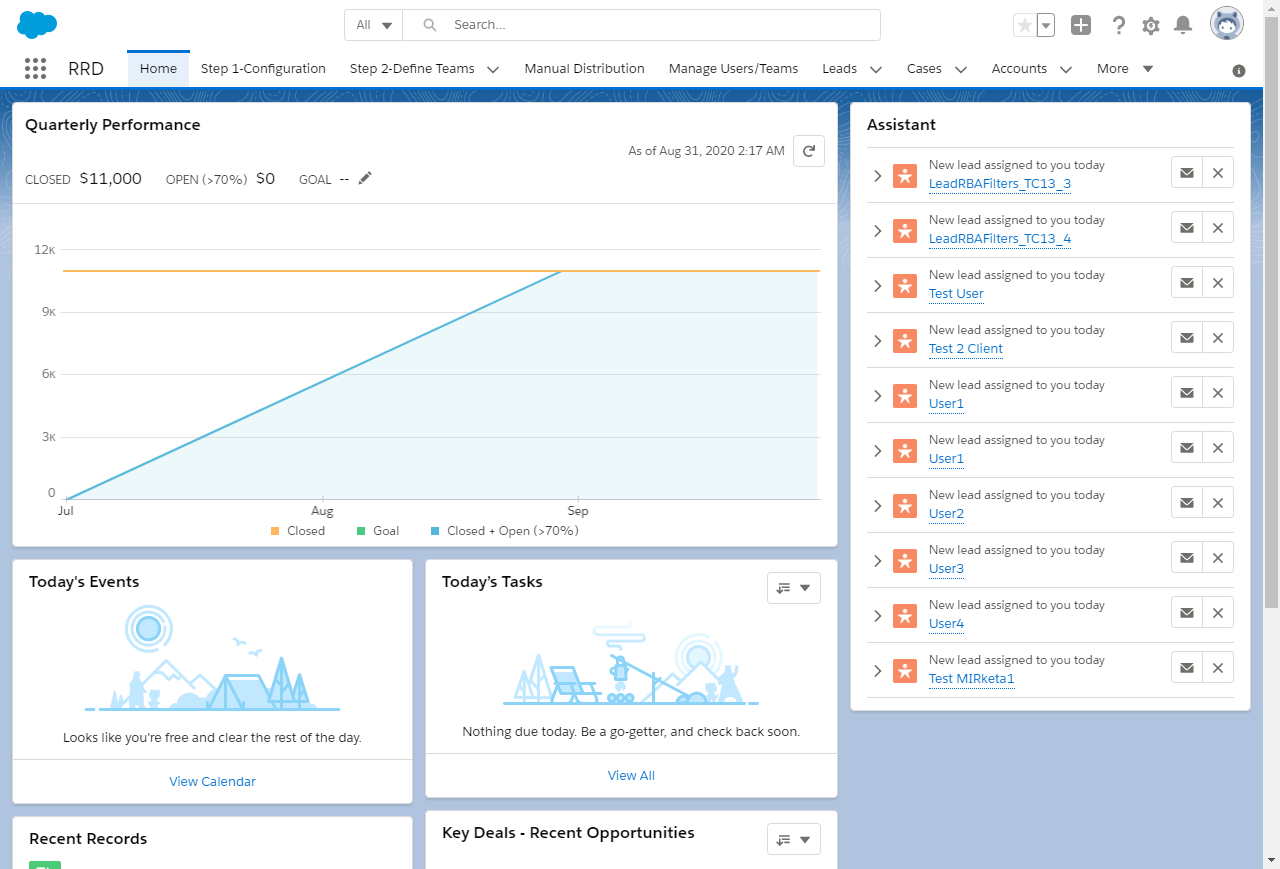 All
Search...
RRD
Home
Step 1-Configuration
Step 2-Define Teams
Manual Distribution
Manage Users/Teams
Leads
Cases
Accounts
More
Quarterly Performance
As of Aug 31, 2020 2:17 AM
CLOSED $11,000 OPEN (>70%) $0 GOAL --
12K
9K
6K
3K
0
Jul Aug Sep
Closed Goal Closed + Open (>70%)
Today's Events
Looks like you're free and clear the rest of the day.
View Calendar
Today's Tasks
Nothing due today. Be a go-getter, and check back soon.
View All
Recent Records
Key Deals - Recent Opportunities
Assistant
New lead assigned to you today
LeadRBAFilters_TC13_3
New lead assigned to you today
LeadRBAFilters_TC13_4
New lead assigned to you today
Test User
New lead assigned to you today
Test 2 Client
New lead assigned to you today
User1
New lead assigned to you today
User1
New lead assigned to you today
User2
New lead assigned to you today
User3
New lead assigned to you today
User4
New lead assigned to you today
Test MIRketa1